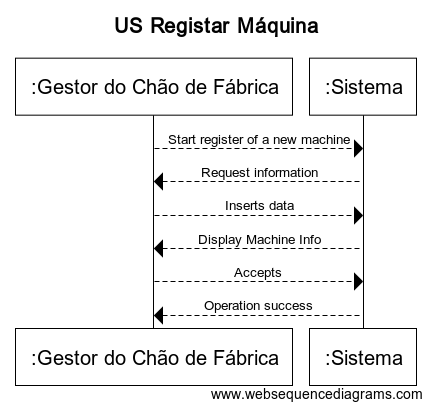 US Registar Máquina
:Gestor do Chão de Fábrica :Sistema
Start register of a new machine
Request information
Inserts data
Display Machine Info
Accepts
Operation success
:Gestor do Chão de Fábrica :Sistema
www.websequencediagrams.com